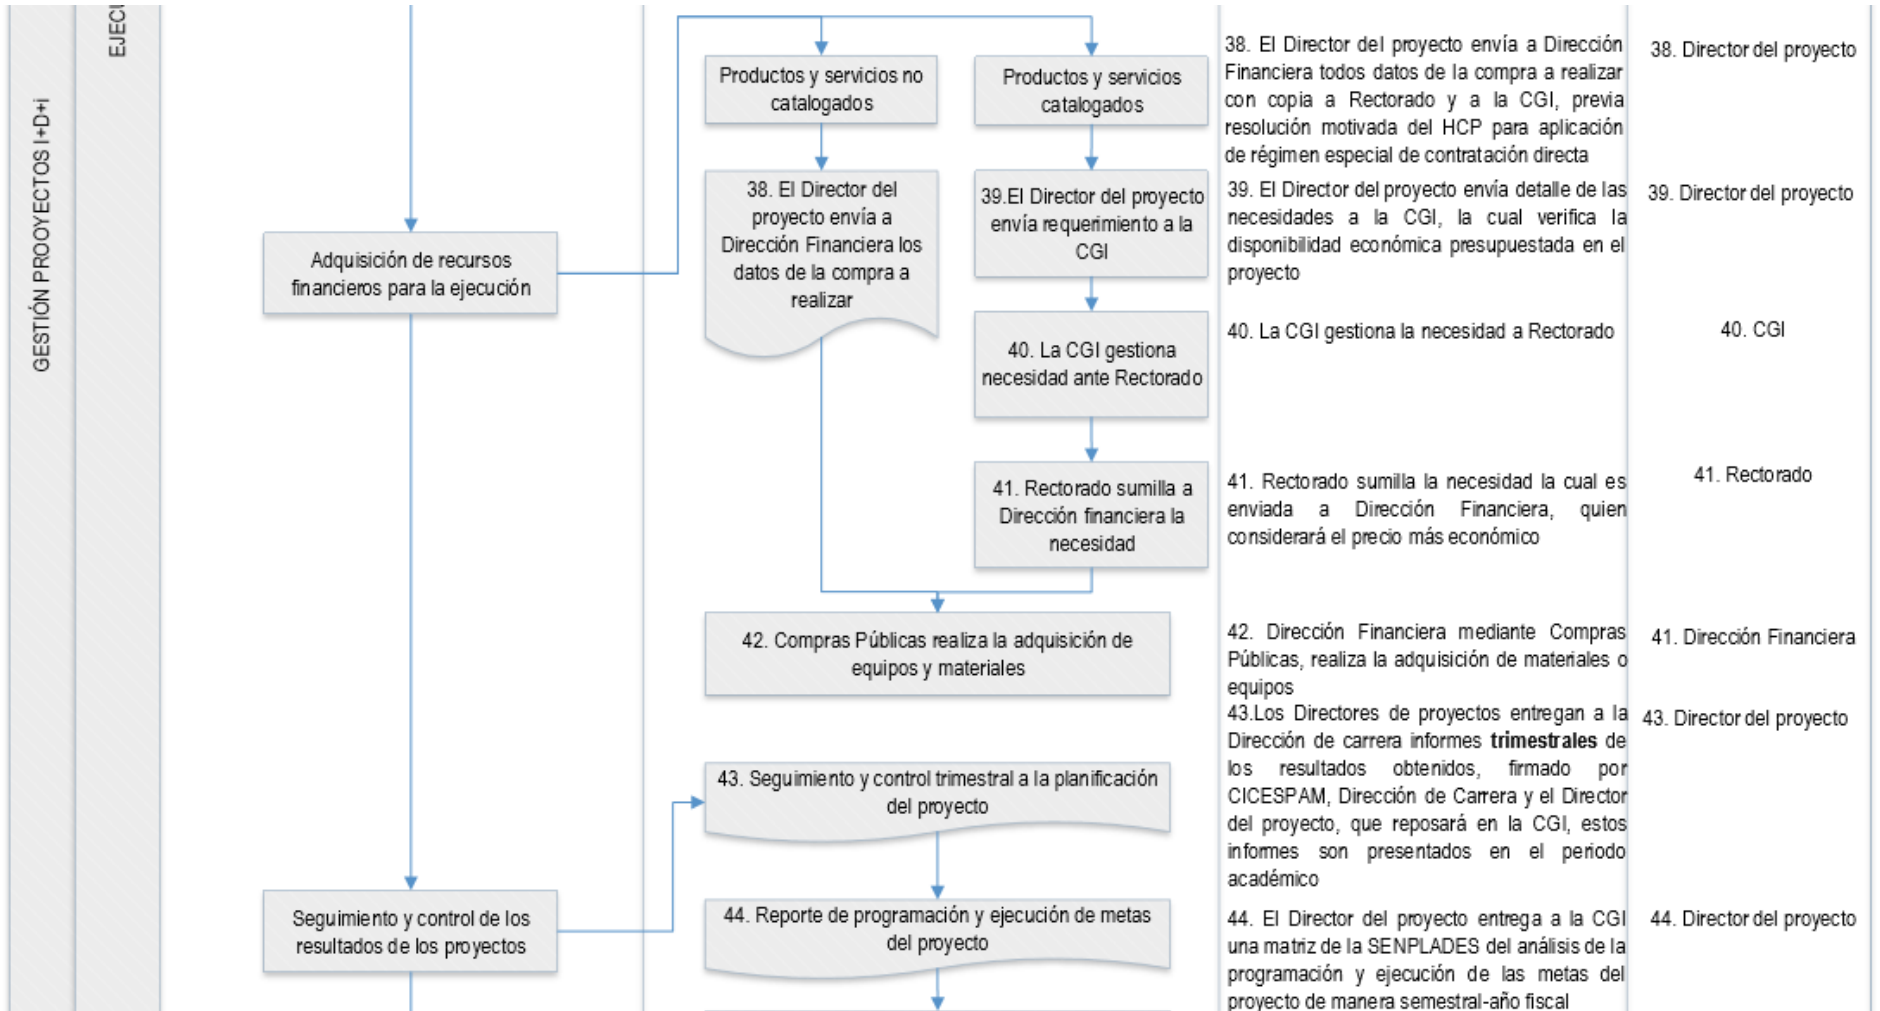 GESTIÓN PROOYECTOS I+D+i
EJECU
Adquisición de recursos
financieros para la ejecución
Seguimiento y control de los
resultados de los proyectos
Productos y servicios no
catalogados
Productos y servicios
catalogados
38. El Director del
proyecto envía a
Dirección Financiera los
datos de la compra a
realizar
39.El Director del proyecto
envía requerimiento a la
CGI
40. La CGI gestiona
necesidad ante Rectorado
41. Rectorado sumilla a
Dirección financiera la
necesidad
42. Compras Públicas realiza la adquisición de
equipos y materiales
43. Seguimiento y control trimestral a la planificación
del proyecto
44. Reporte de programación y ejecución de metas
del proyecto
38. El Director del proyecto envía a Dirección
Financiera todos datos de la compra a realizar
con copia a Rectorado y a la CGI, previa
resolución motivada del HCP para aplicación
de régimen especial de contratación directa
39. El Director del proyecto envía detalle de las
necesidades a la CGI, la cual verifica la
disponibilidad económica presupuestada en el
proyecto
40. La CGI gestiona la necesidad a Rectorado
41. Rectorado sumilla la necesidad la cual es
enviada a Dirección Financiera, quien
considerará el precio más económico
42. Dirección Financiera mediante Compras
Públicas, realiza la adquisición de materiales o
equipos
43.Los Directores de proyectos entregan a la
Dirección de carrera informes trimestrales de
los resultados obtenidos, firmado por
CICESPAM, Dirección de Carrera y el Director
del proyecto, que reposará en la CGI, estos
informes son presentados en el periodo
académico
44. El Director del proyecto entrega a la CGI
una matriz de la SENPLADES del análisis de la
programación y ejecución de las metas del
proyecto de manera semestral-año fiscal
38. Director del proyecto
39. Director del proyecto
40. CGI
41. Rectorado
41. Dirección Financiera
43. Director del proyecto
44. Director del proyecto